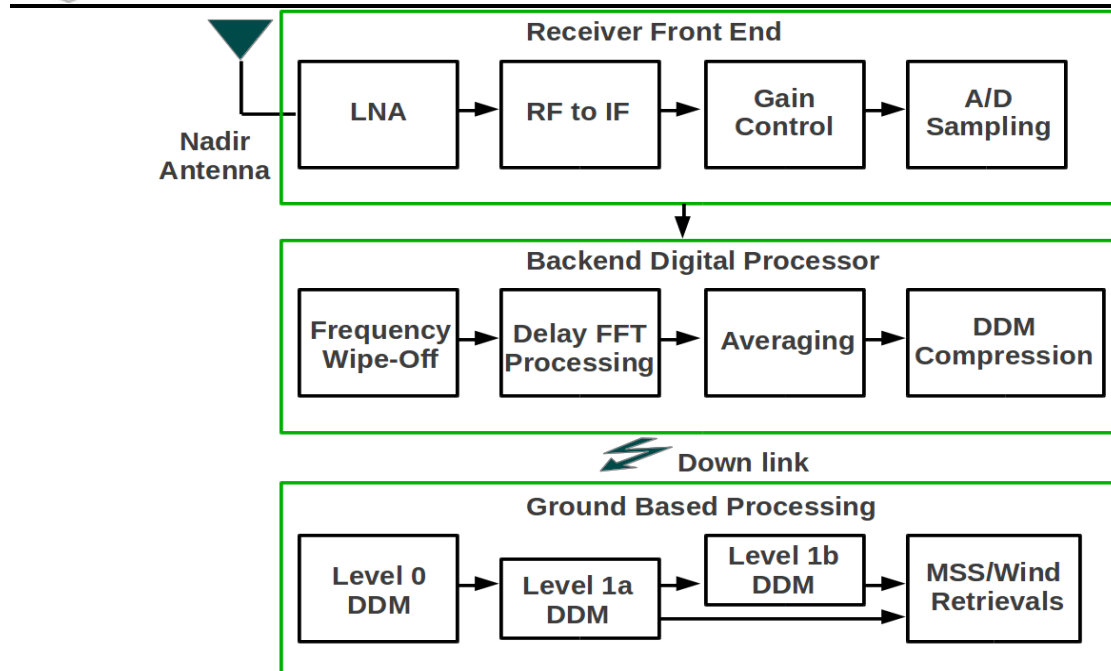 Receiver Front End
Nadir
Antenna
LNA
RF to IF
Gain
Control
A/D
Sampling
Backend Digital Processor
Frequency
Wipe-Off
Delay FFT
Processing
Averaging
DDM
Compression
Down link
Ground Based Processing
Level 0
DDM
Level 1a
DDM
Level 1b
DDM
MSS/Wind
Retrievals